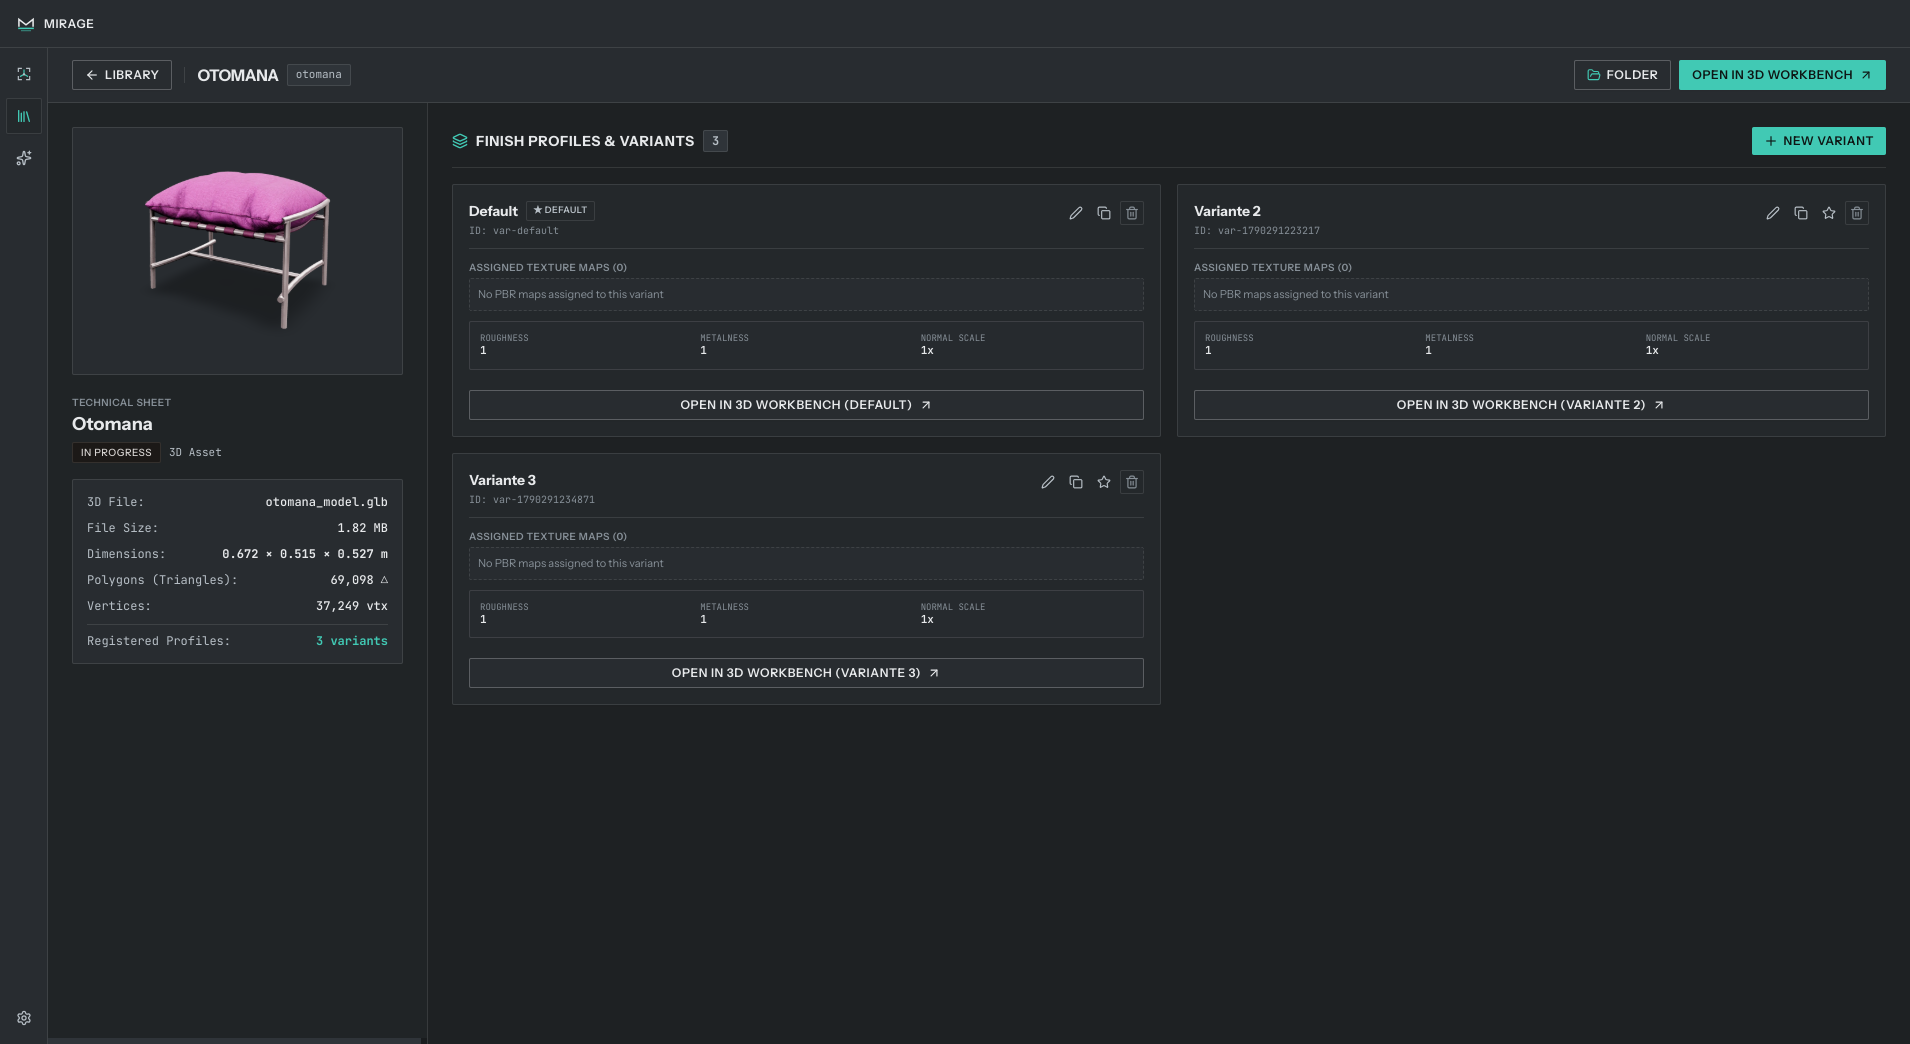 MIRAGE
LIBRARY
OTOMANA
otomana
FOLDER
OPEN IN 3D WORKBENCH
TECHNICAL SHEET
Otomana
IN PROGRESS
3D Asset
3D File: otomana_model.glb
File Size: 1.82 MB
Dimensions: 0.672 × 0.515 × 0.527 m
Polygons (Triangles): 69,098 △
Vertices: 37,249 vtx
Registered Profiles: 3 variants
FINISH PROFILES & VARIANTS
3
NEW VARIANT
Default
★ DEFAULT
ID: var-default
ASSIGNED TEXTURE MAPS (0)
No PBR maps assigned to this variant
ROUGHNESS METALNESS NORMAL SCALE
1 1 1x
OPEN IN 3D WORKBENCH (DEFAULT)
Variante 2
ID: var-1790291223217
ASSIGNED TEXTURE MAPS (0)
No PBR maps assigned to this variant
ROUGHNESS METALNESS NORMAL SCALE
1 1 1x
OPEN IN 3D WORKBENCH (VARIANTE 2)
Variante 3
ID: var-1790291234871
ASSIGNED TEXTURE MAPS (0)
No PBR maps assigned to this variant
ROUGHNESS METALNESS NORMAL SCALE
1 1 1x
OPEN IN 3D WORKBENCH (VARIANTE 3)